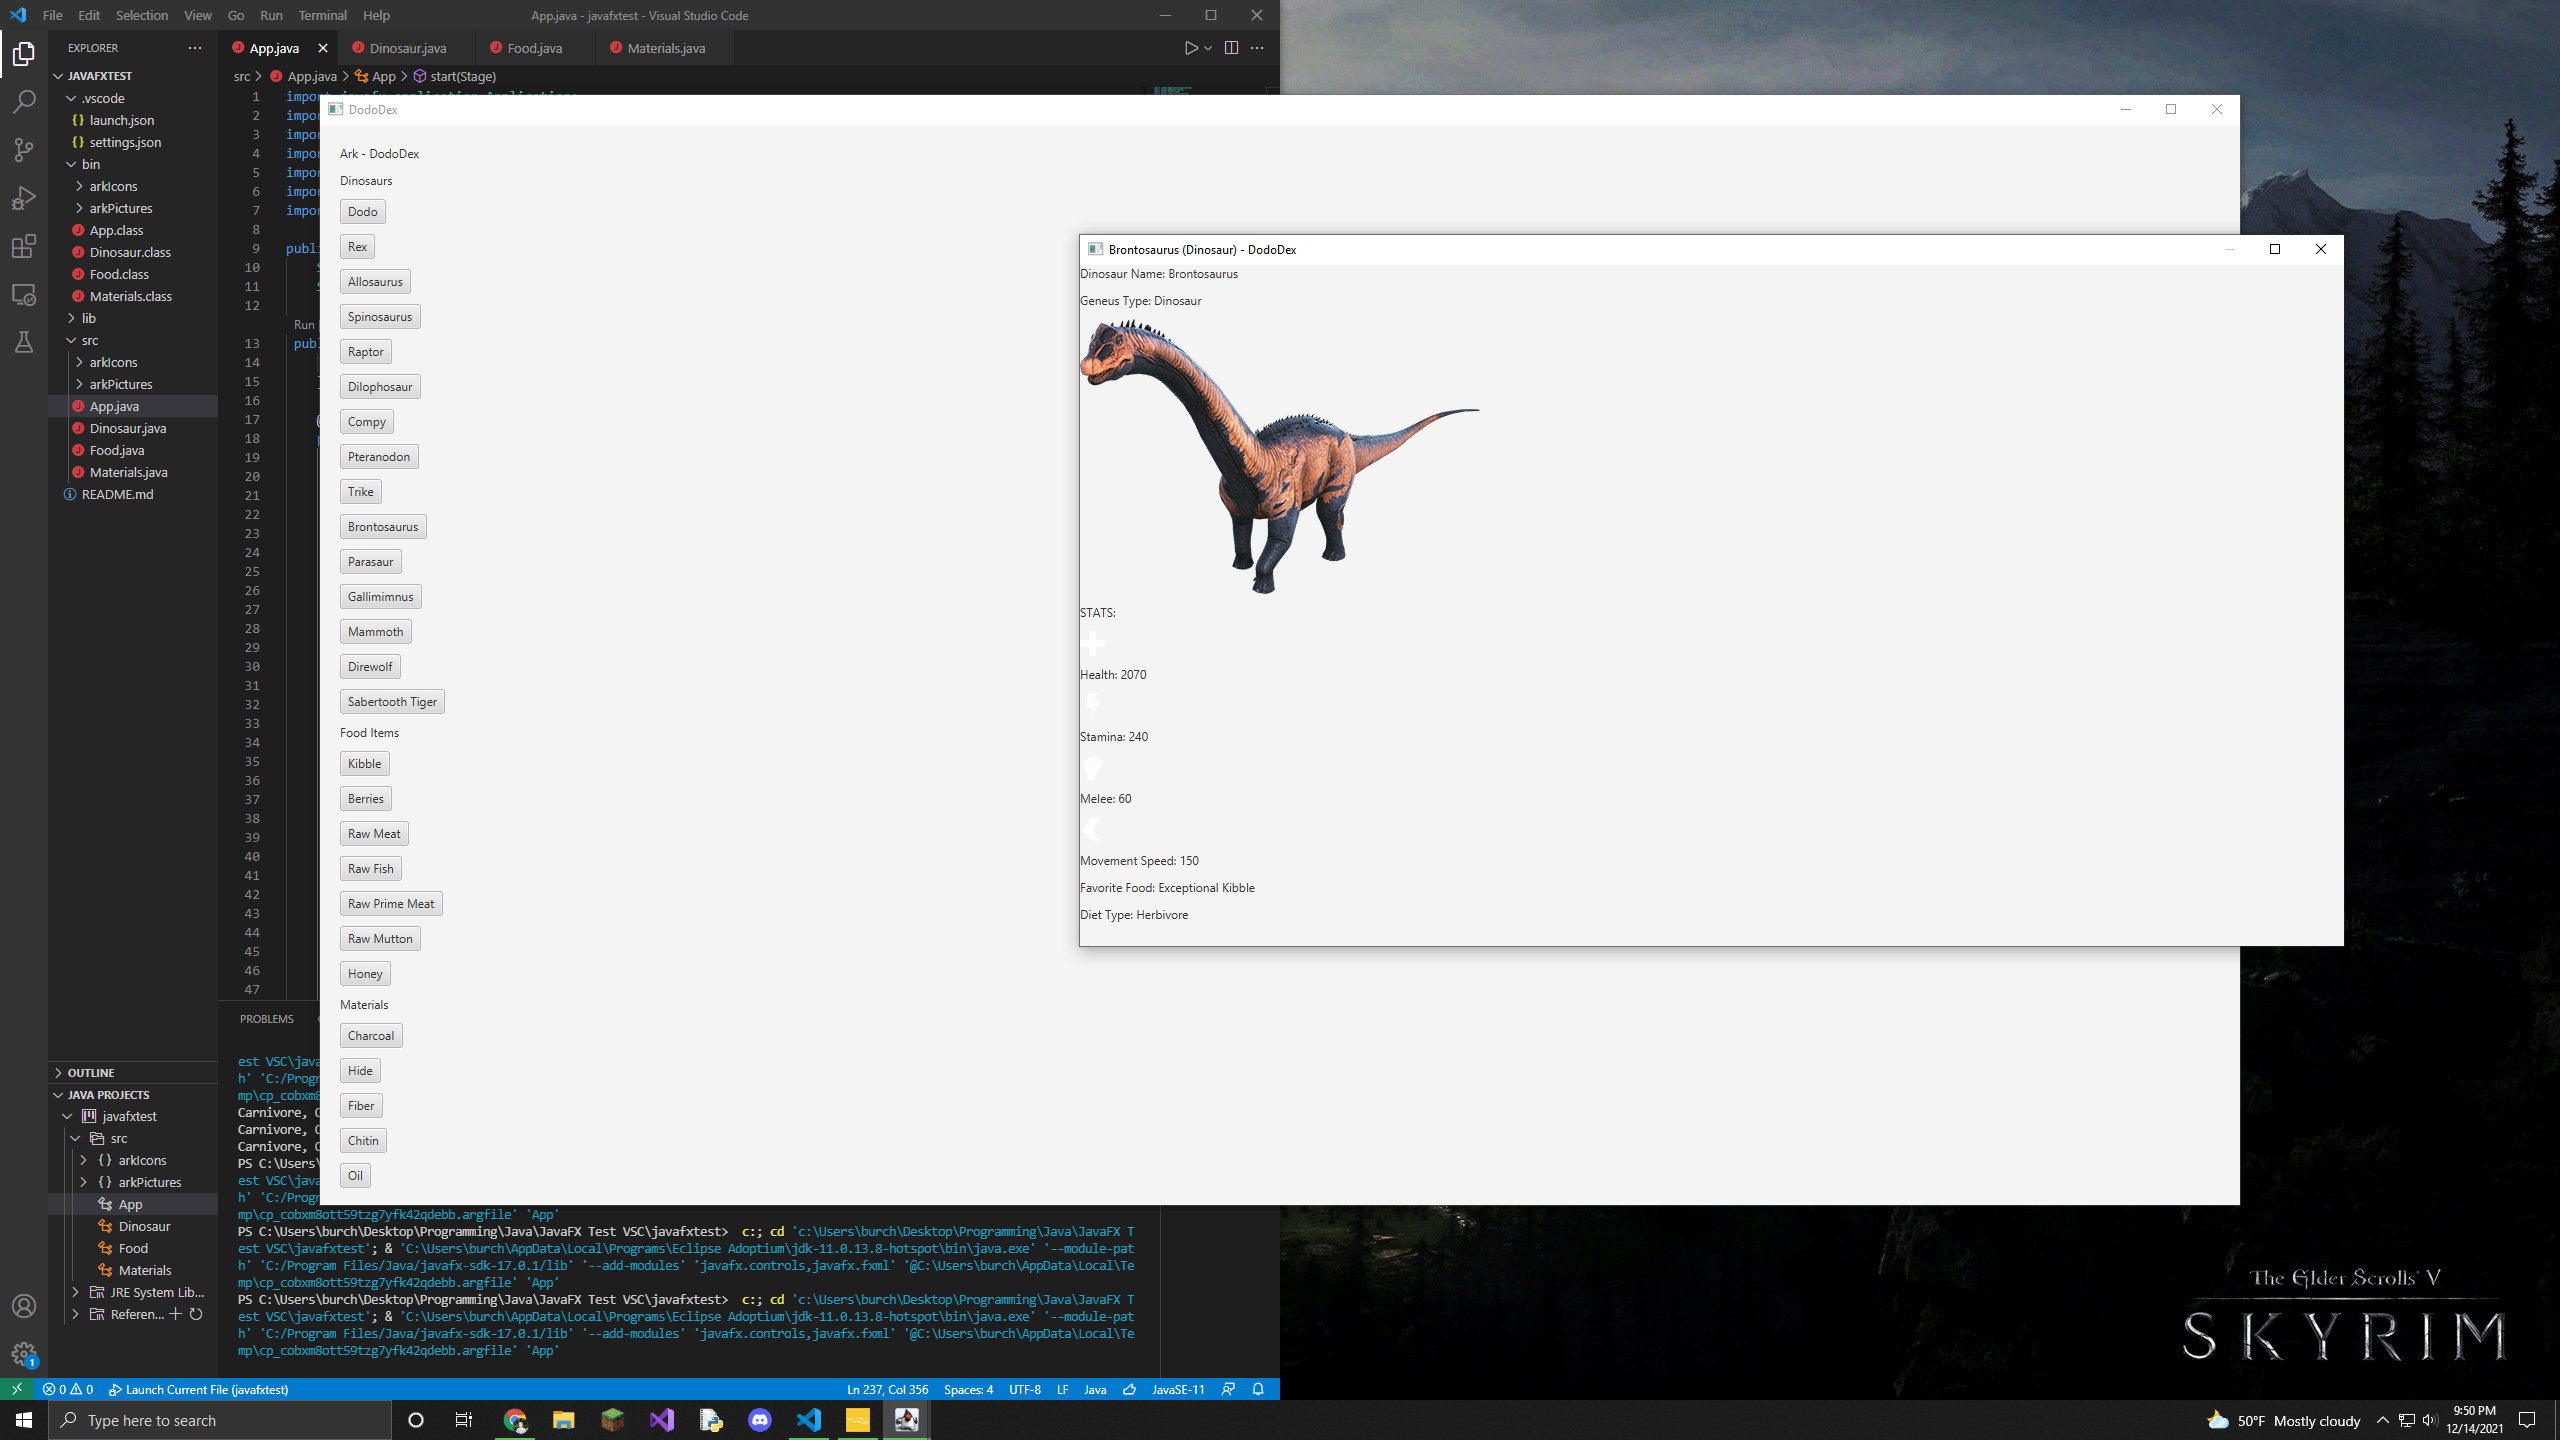 File Edit Selection View Go Run Terminal Help
App.java - javafxtest - Visual Studio Code
EXPLORER
App.java
Dinosaur.java
Food.java
Materials.java
JAVAFXTEST
.vscode
launch.json
settings.json
bin
arkIcons
arkPictures
App.class
Dinosaur.class
Food.class
Materials.class
lib
src
arkIcons
arkPictures
App.java
Dinosaur.java
Food.java
Materials.java
README.md
src > App.java > App > start(Stage)
1
2
3
4
5
6
7
8
9
10
11
12
Run
13
14
15
16
17
18
19
20
21
22
23
24
25
26
27
28
29
30
31
32
33
34
35
36
37
38
39
40
41
42
43
44
45
46
47
DodoDex
Ark - DodoDex
Dinosaurs
Dodo
Rex
Allosaurus
Spinosaurus
Raptor
Dilophosaur
Compy
Pteranodon
Trike
Brontosaurus
Parasaur
Gallimimnus
Mammoth
Direwolf
Sabertooth Tiger
Food Items
Kibble
Berries
Raw Meat
Raw Fish
Raw Prime Meat
Raw Mutton
Honey
Materials
Charcoal
Hide
Fiber
Chitin
Oil
Brontosaurus (Dinosaur) - DodoDex
Dinosaur Name: Brontosaurus
Geneus Type: Dinosaur
STATS:
Health: 2070
Stamina: 240
Melee: 60
Movement Speed: 150
Favorite Food: Exceptional Kibble
Diet Type: Herbivore
PROBLEMS
est VSC\java
h' 'C:/Progr
mp\cp_cobxm8
Carnivore,
Carnivore,
Carnivore,
PS C:\Users\
est VSC\java
h' 'C:/Progr
mp\cp_cobxm8ott59tzg7yfk42qdebb.argfile' 'App'
PS C:\Users\burch\Desktop\Programming\Java\JavaFX Test VSC\javafxtest>  c:; cd 'c:\Users\burch\Desktop\Programming\Java\JavaFX T
est VSC\javafxtest'; & 'C:\Users\burch\AppData\Local\Programs\Eclipse Adoptium\jdk-11.0.13.8-hotspot\bin\java.exe' '--module-pat
h' 'C:/Program Files/Java/javafx-sdk-17.0.1/lib' '--add-modules' 'javafx.controls,javafx.fxml' '@C:\Users\burch\AppData\Local\Te
mp\cp_cobxm8ott59tzg7yfk42qdebb.argfile' 'App'
PS C:\Users\burch\Desktop\Programming\Java\JavaFX Test VSC\javafxtest>  c:; cd 'c:\Users\burch\Desktop\Programming\Java\JavaFX T
est VSC\javafxtest'; & 'C:\Users\burch\AppData\Local\Programs\Eclipse Adoptium\jdk-11.0.13.8-hotspot\bin\java.exe' '--module-pat
h' 'C:/Program Files/Java/javafx-sdk-17.0.1/lib' '--add-modules' 'javafx.controls,javafx.fxml' '@C:\Users\burch\AppData\Local\Te
mp\cp_cobxm8ott59tzg7yfk42qdebb.argfile' 'App'
OUTLINE
JAVA PROJECTS
javafxtest
src
arkIcons
arkPictures
App
Dinosaur
Food
Materials
JRE System Lib...
Referen...
1
0 0 Launch Current File (javafxtest)
Ln 237, Col 356 Spaces: 4 UTF-8 LF Java JavaSE-11
The Elder Scrolls V
SKYRIM
Type here to search
50°F Mostly cloudy
9:50 PM
12/14/2021